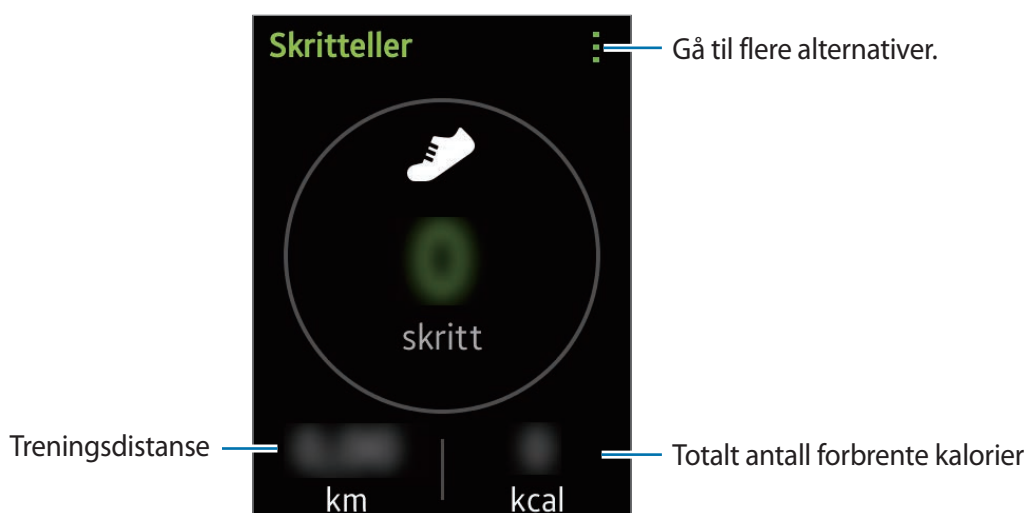 Skritteller
Gå til flere alternativer.
skritt
Treningsdistanse
Totalt antall forbrente kalorier
km
kcal